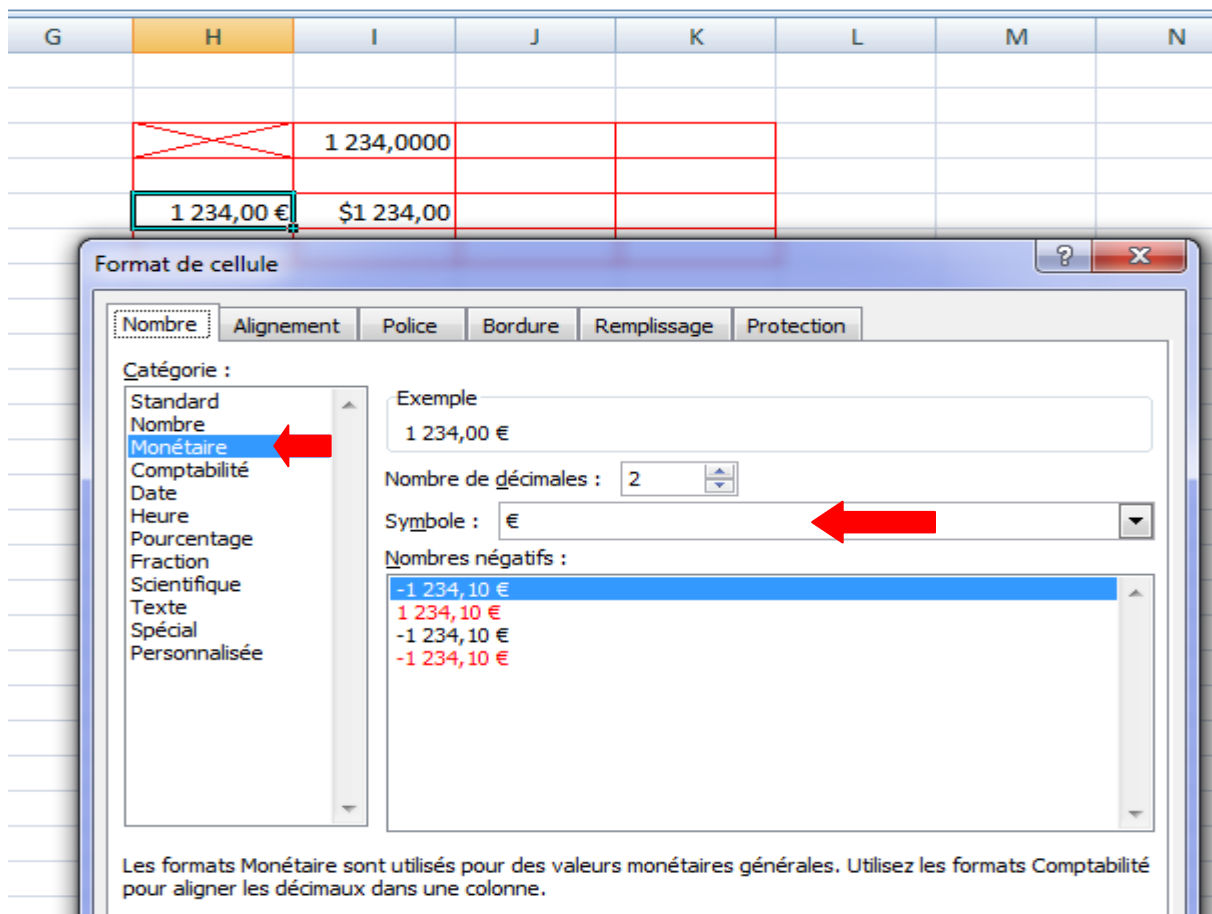 G H I J K L M N
1 234,0000
1 234,00 € $1 234,00
Format de cellule
Nombre Alignement Police Bordure Remplissage Protection
Catégorie :
Standard
Nombre
Monétaire
Comptabilité
Date
Heure
Pourcentage
Fraction
Scientifique
Texte
Spécial
Personnalisée
Exemple
1 234,00 €
Nombre de décimales : 2
Symbole : €
Nombres négatifs :
-1 234,10 €
1 234,10 €
-1 234,10 €
-1 234,10 €
Les formats Monétaire sont utilisés pour des valeurs monétaires générales. Utilisez les formats Comptabilité
pour aligner les décimaux dans une colonne.